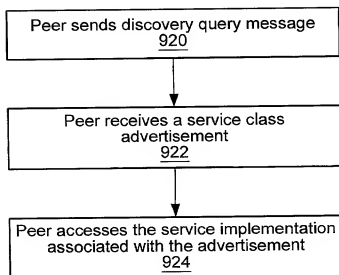 Peer sends discovery query message
920
Peer receives a service class
advertisement
922
Peer accesses the service implementation
associated with the advertisement
924